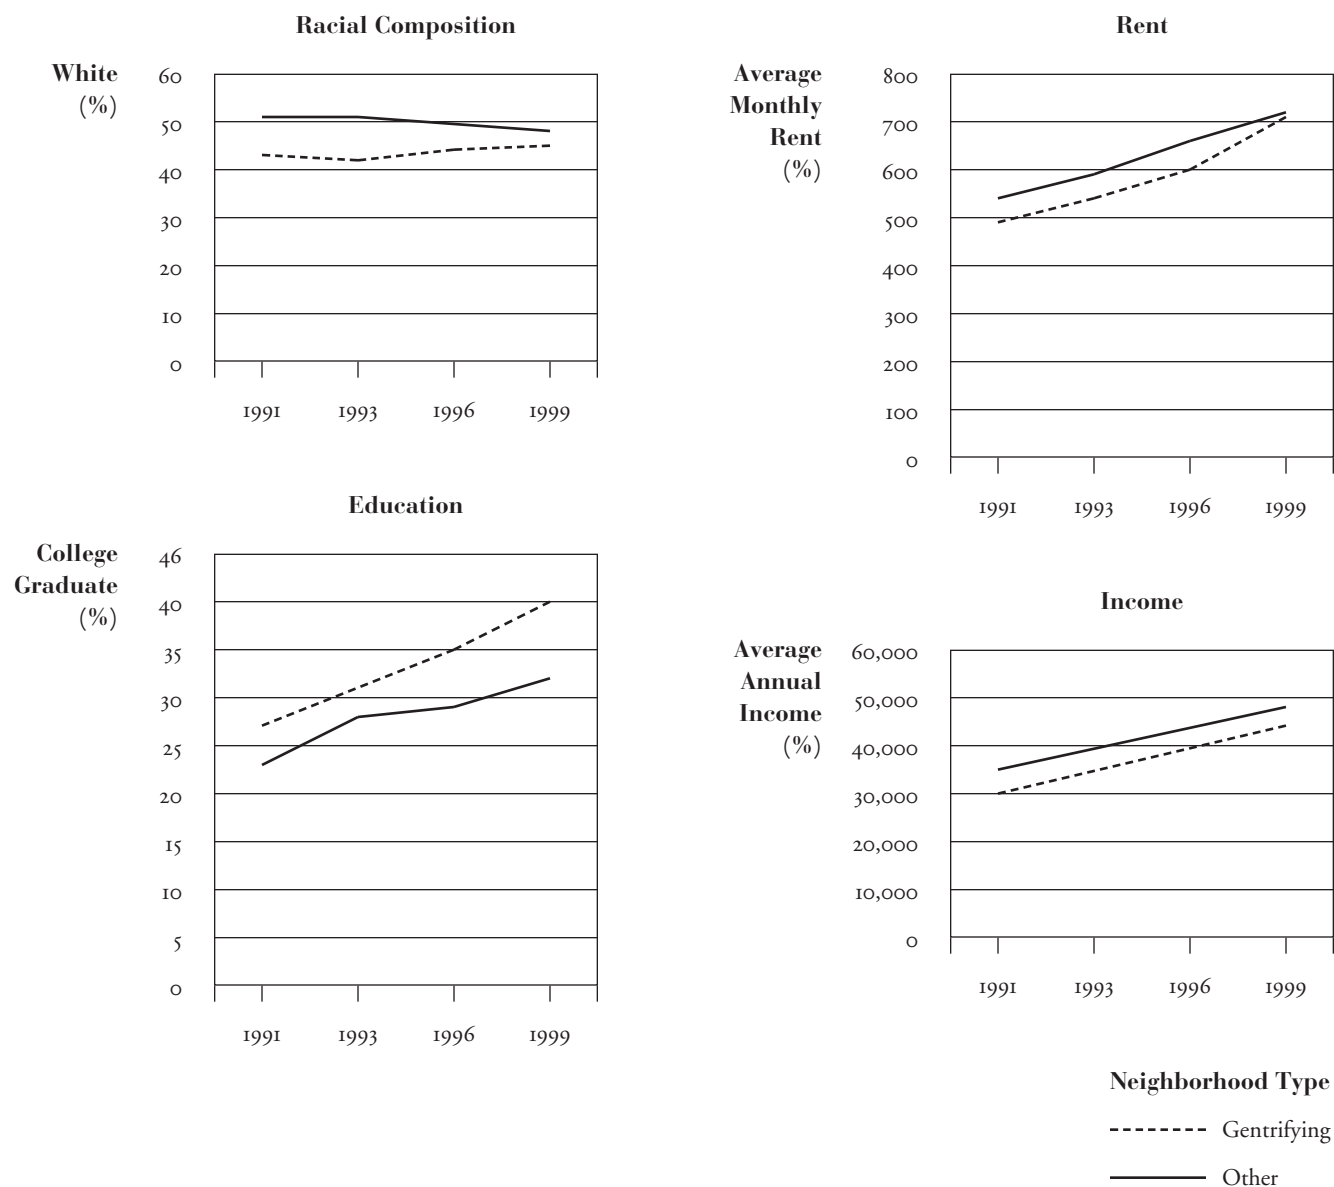 Racial Composition
White
(%)
60
50
40
30
20
10
0
1991 1993 1996 1999
Rent
Average
Monthly
Rent
(%)
800
700
600
500
400
300
200
100
0
1991 1993 1996 1999
Education
College
Graduate
(%)
46
40
35
30
25
20
15
10
5
0
1991 1993 1996 1999
Income
Average
Annual
Income
(%)
60,000
50,000
40,000
30,000
20,000
10,000
0
1991 1993 1996 1999
Neighborhood Type
Gentrifying
Other